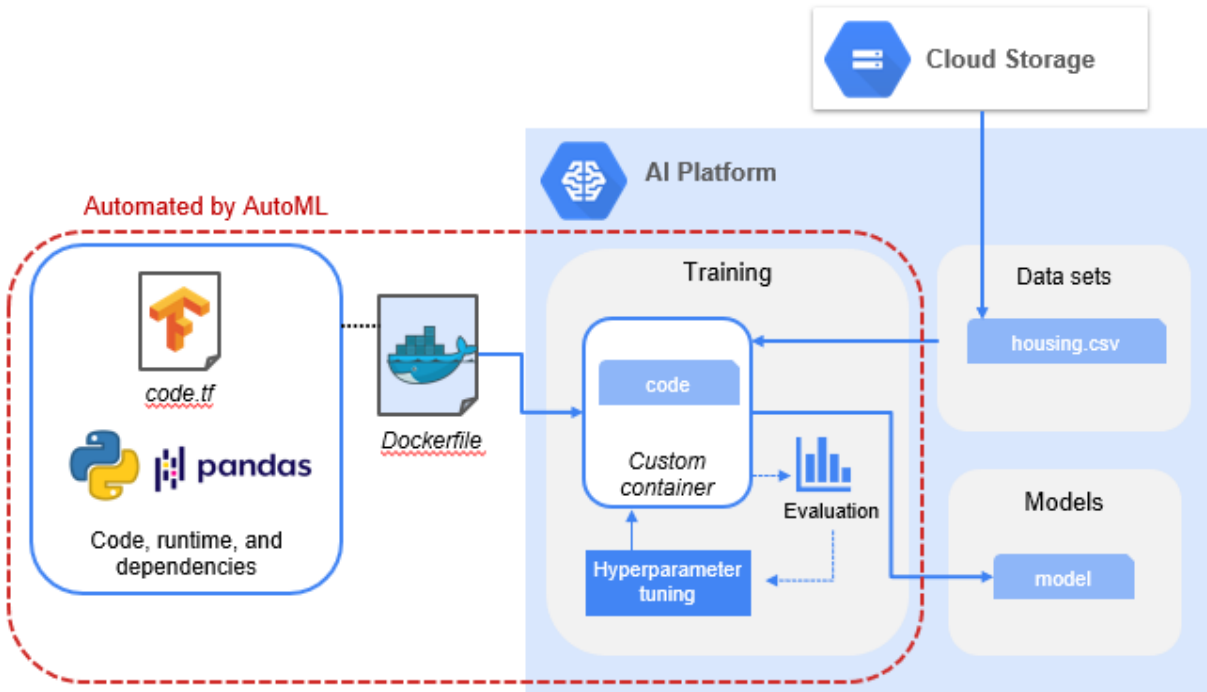 Cloud Storage
AI Platform
Automated by AutoML
Training
Data sets
housing.csv
code.tf
code
Dockerfile
pandas
Custom
container
Evaluation
Models
Code, runtime, and
dependencies
Hyperparameter
tuning
model